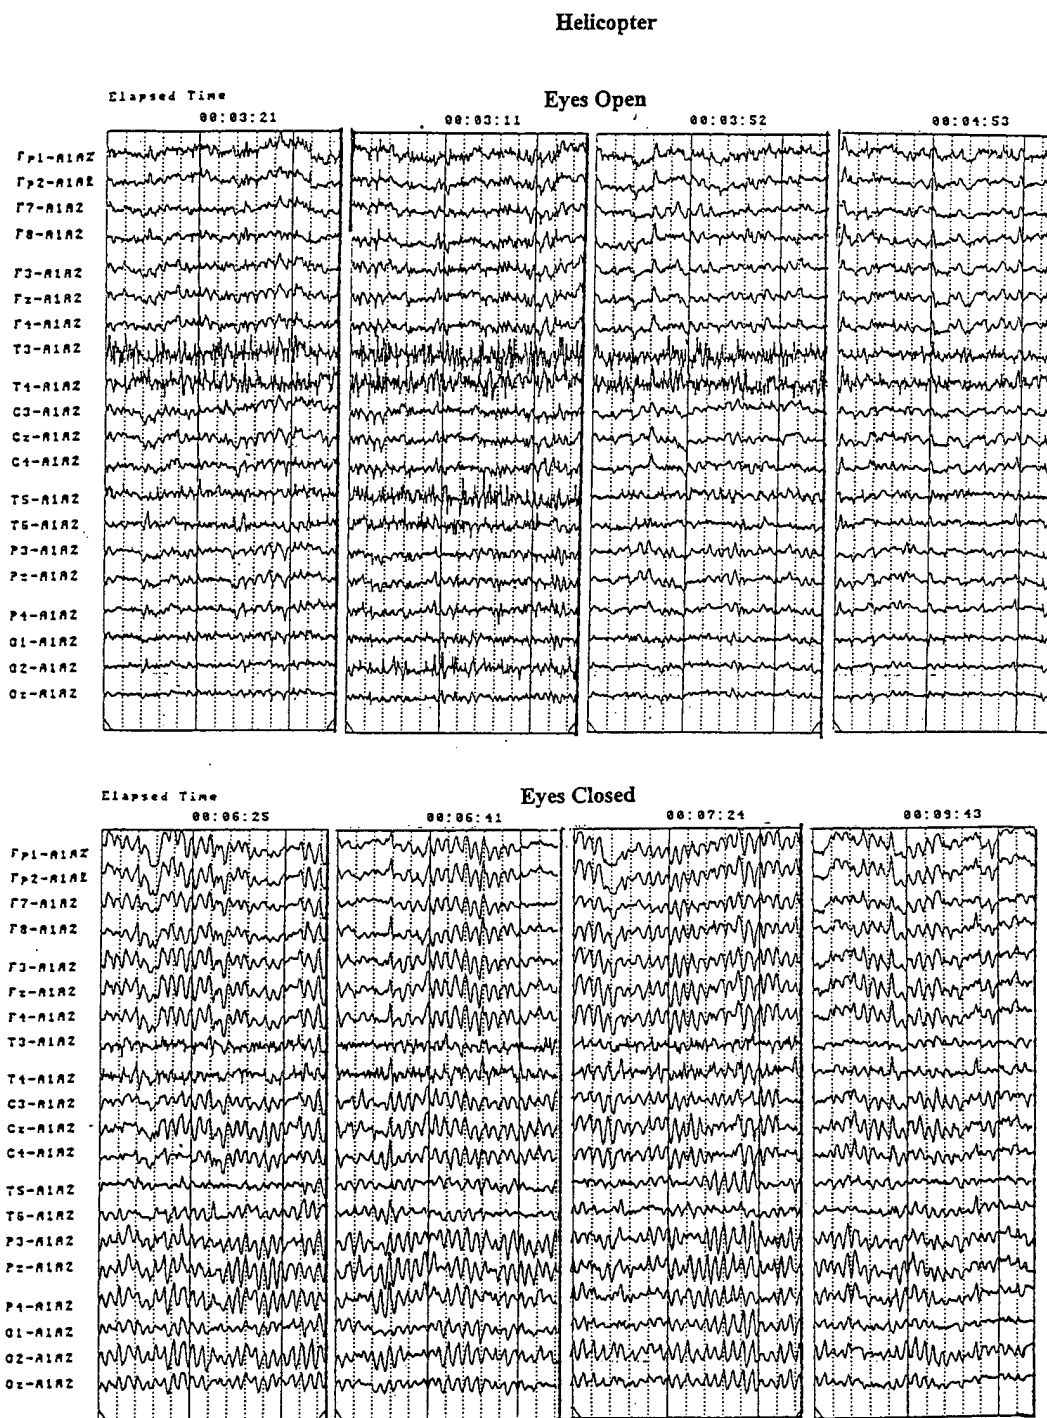 Helicopter
Elapsed Time
Eyes Open
00:03:21 00:03:11 00:03:52 00:04:53
Fp1-A1A2
Fp2-A1A2
F7-A1A2
F8-A1A2
F3-A1A2
Fz-A1A2
F4-A1A2
T3-A1A2
T4-A1A2
C3-A1A2
Cz-A1A2
C4-A1A2
T5-A1A2
T6-A1A2
P3-A1A2
Pz-A1A2
P4-A1A2
O1-A1A2
O2-A1A2
Oz-A1A2
Elapsed Time
Eyes Closed
00:06:25 00:06:41 00:07:24 00:09:43
Fp1-A1A2
Fp2-A1A2
F7-A1A2
F8-A1A2
F3-A1A2
Fz-A1A2
F4-A1A2
T3-A1A2
T4-A1A2
C3-A1A2
Cz-A1A2
C4-A1A2
T5-A1A2
T6-A1A2
P3-A1A2
Pz-A1A2
P4-A1A2
O1-A1A2
O2-A1A2
Oz-A1A2